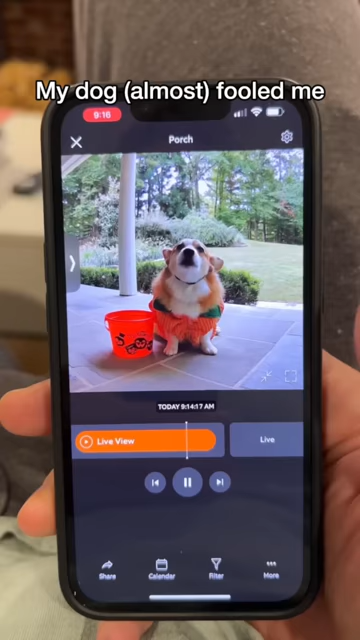 My dog (almost) fooled me
9:16
Porch
TODAY 9:14:17 AM
Live View
Live
Share
Calendar
Filter
More